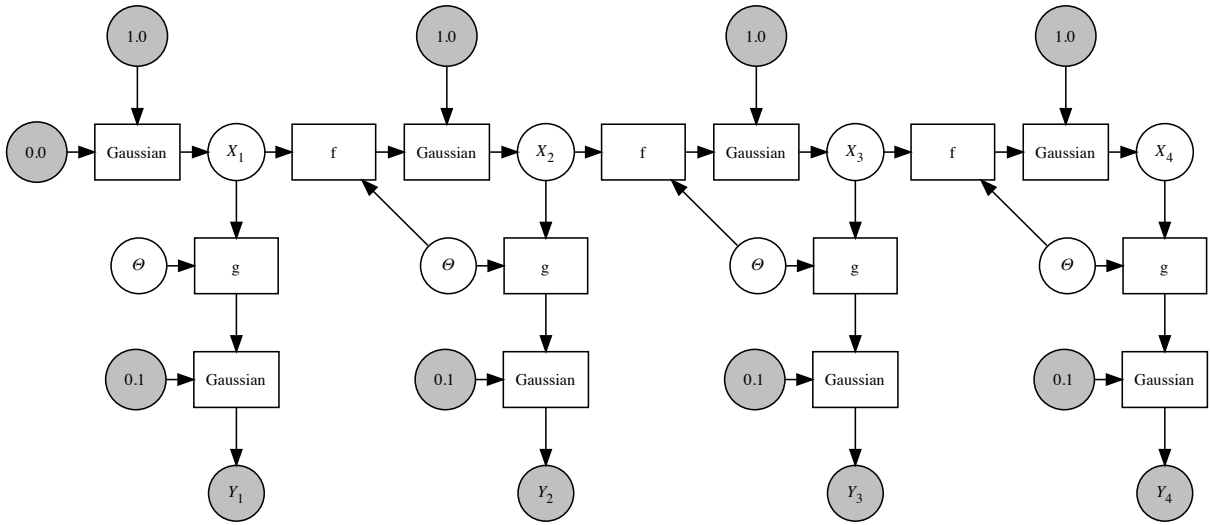 1.0 1.0 1.0 1.0
0.0 Gaussian X1 f Gaussian X2 f Gaussian X3 f Gaussian X4
Θ g Θ g Θ g Θ g
0.1 Gaussian 0.1 Gaussian 0.1 Gaussian 0.1 Gaussian
Y1 Y2 Y3 Y4